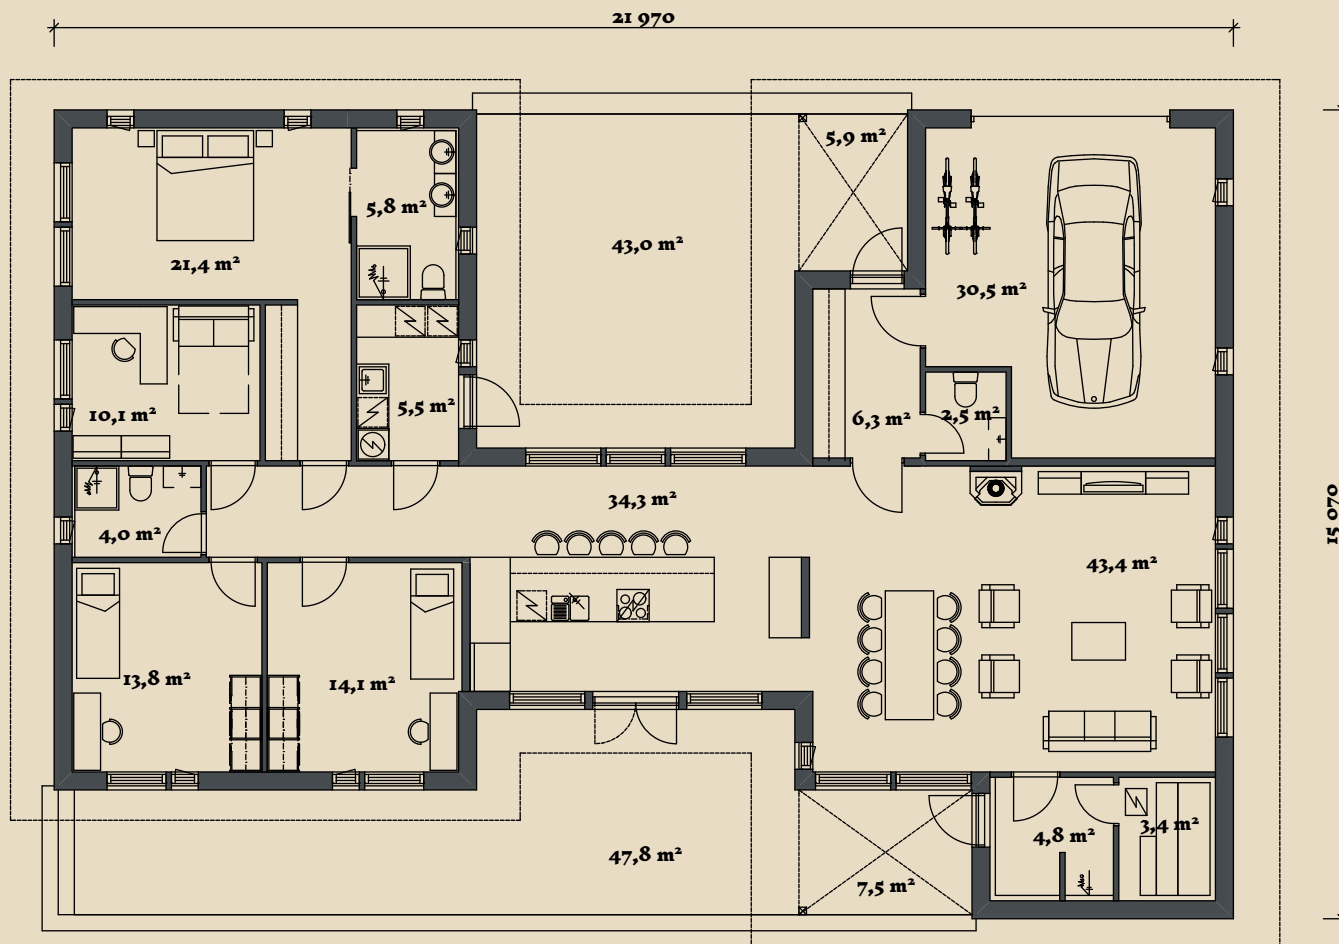 21 970
5,9 m²
5,8 m²
43,0 m²
21,4 m²
30,5 m²
10,1 m²
5,5 m²
6,3 m²
2,5 m²
34,3 m²
4,0 m²
43,4 m²
15 070
13,8 m²
14,1 m²
3,4 m²
4,8 m²
47,8 m²
7,5 m²